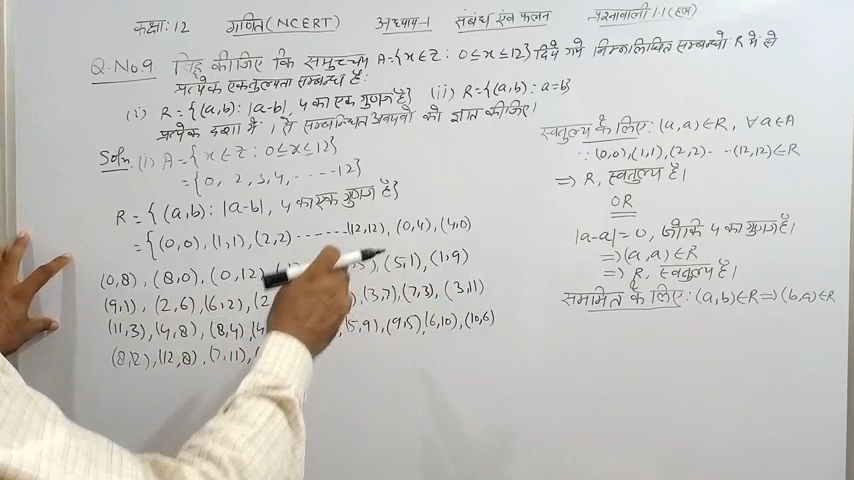 कक्षा: 12 गणित (NCERT) अध्याय-1 संबंध एंव फलन प्रश्नावली 1.1 (हल)
Q.No.9 सिद्ध कीजिए कि समुच्चय A={x∈Z : 0≤x≤12} दिये गये निम्नलिखित सम्बन्धों R में से
प्रत्येक एक तुल्यता सम्बन्ध है:
(i) R={(a,b): |a-b|, 4 का एक गुणज है} (ii) R={(a,b): a=b}
प्रत्येक दशा में 1 से सम्बन्धित अवयवों को ज्ञात कीजिए।
Soln. (i) A={x∈Z : 0≤x≤12}
={0, 2,3,4,-----12}
R={(a,b): |a-b|, 4 का एक गुणज है}
={(0,0),(1,1),(2,2)-------(12,12),(0,4),(4,0)
(0,8), (8,0), (0,12) (5,1),(1,9)
(9,1), (2,6),(6,2) (3,7),(7,3), (3,11)
(11,3),(4,8), (8,4) (5,9),(9,5),(6,10),(10,6)
(8,12),(12,8),(7,11),
स्वतुल्य के लिए: (a,a)∈R, ∀a∈A
∵(0,0),(1,1),(2,2)---(12,12)∈R
⇒ R, स्वतुल्य है।
OR
|a-a|=0, जो कि 4 का गुणज है।
⇒(a,a)∈R
⇒ R, स्वतुल्य है।
सममित के लिए: (a,b)∈R⇒(b,a)∈R